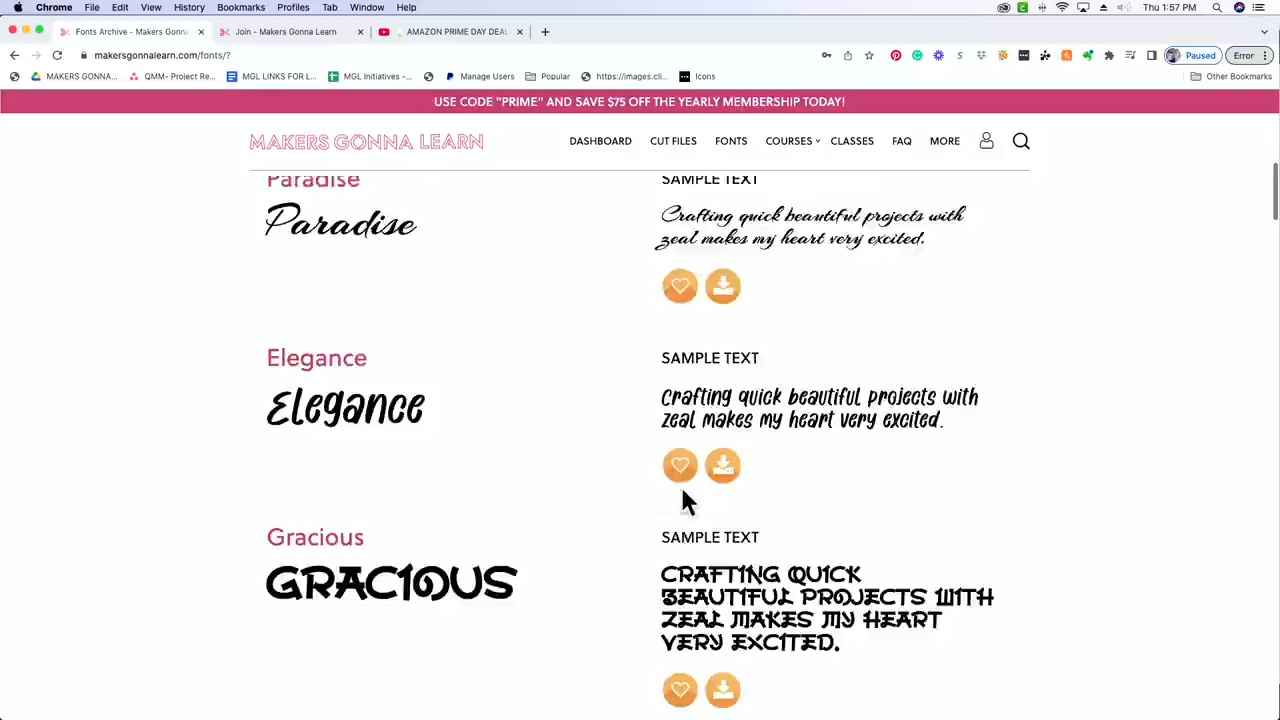 Chrome File Edit View History Bookmarks Profiles Tab Window Help Thu 1:57 PM
Fonts Archive - Makers Gonna Join - Makers Gonna Learn AMAZON PRIME DAY DEAL
makersgonnalearn.com/fonts/? Paused Error
MAKERS GONNA... QMM- Project Re... MGL LINKS FOR L... MGL Initiatives -... Manage Users Popular https://images.cli... Icons Other Bookmarks
USE CODE "PRIME" AND SAVE $75 OFF THE YEARLY MEMBERSHIP TODAY!
MAKERS GONNA LEARN DASHBOARD CUT FILES FONTS COURSES CLASSES FAQ MORE
Paradise SAMPLE TEXT
Paradise
Crafting quick beautiful projects with
zeal makes my heart very excited.
Elegance SAMPLE TEXT
Elegance
Crafting quick beautiful projects with
zeal makes my heart very excited.
Gracious SAMPLE TEXT
GRACIOUS
CRAFTING QUICK
BEAUTIFUL PROJECTS WITH
ZEAL MAKES MY HEART
VERY EXCITED.